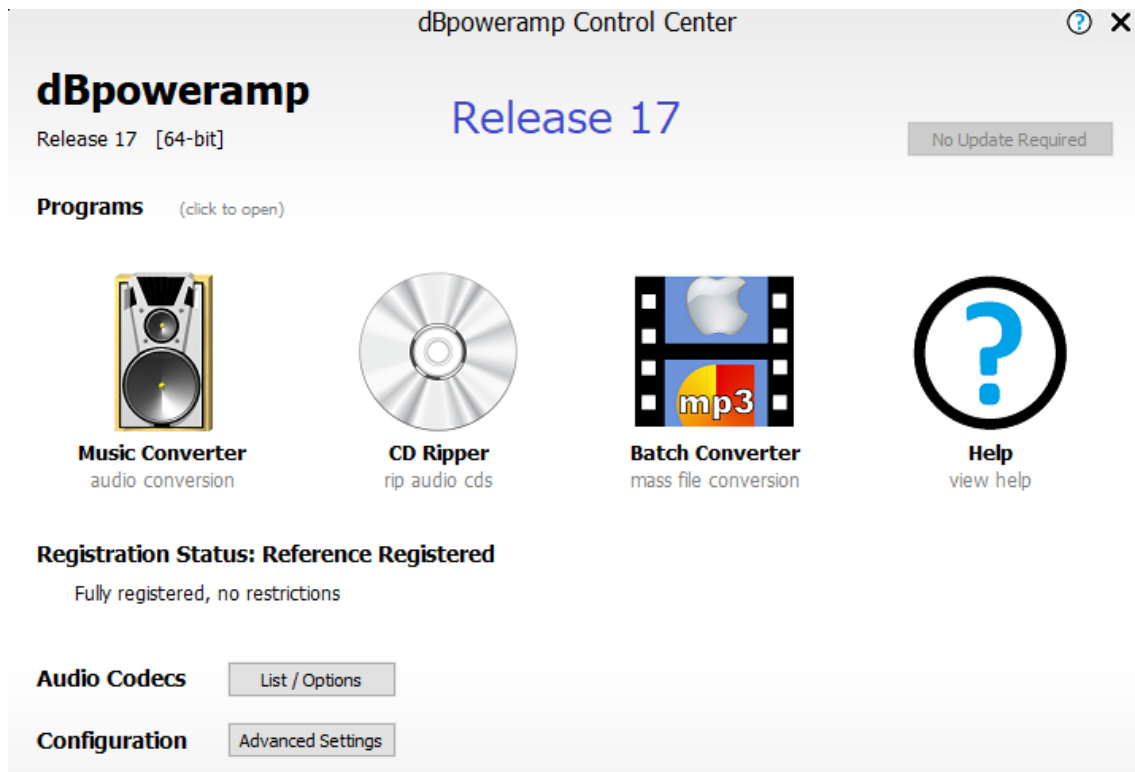 dBpoweramp Control Center
dBpoweramp
Release 17
Release 17 [64-bit]
No Update Required
Programs (click to open)
mp3
Music Converter
audio conversion
CD Ripper
rip audio cds
Batch Converter
mass file conversion
Help
view help
Registration Status: Reference Registered
Fully registered, no restrictions
Audio Codecs
List / Options
Configuration
Advanced Settings